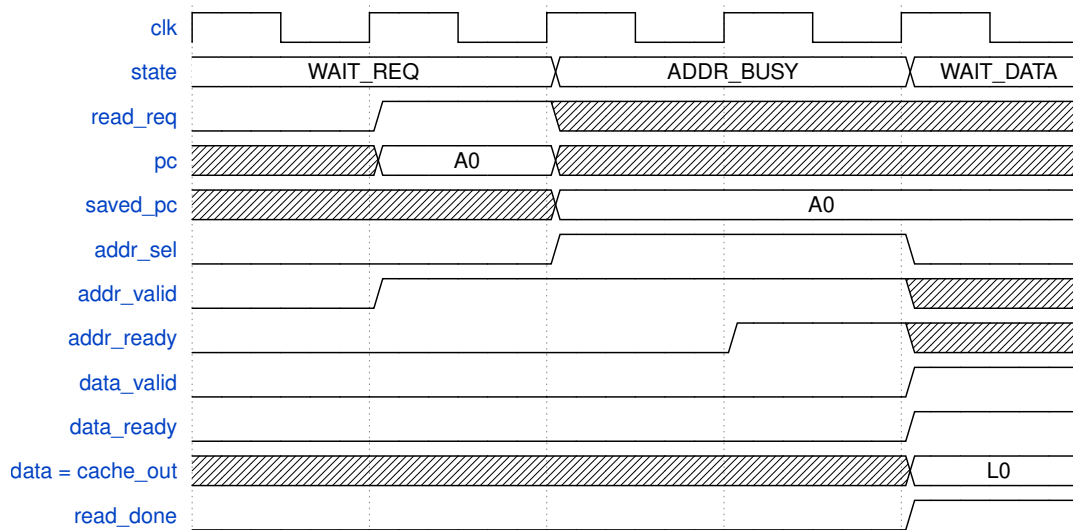 clk
state WAIT_REQ ADDR_BUSY WAIT_DATA
read_req
pc A0
saved_pc A0
addr_sel
addr_valid
addr_ready
data_valid
data_ready
data = cache_out L0
read_done